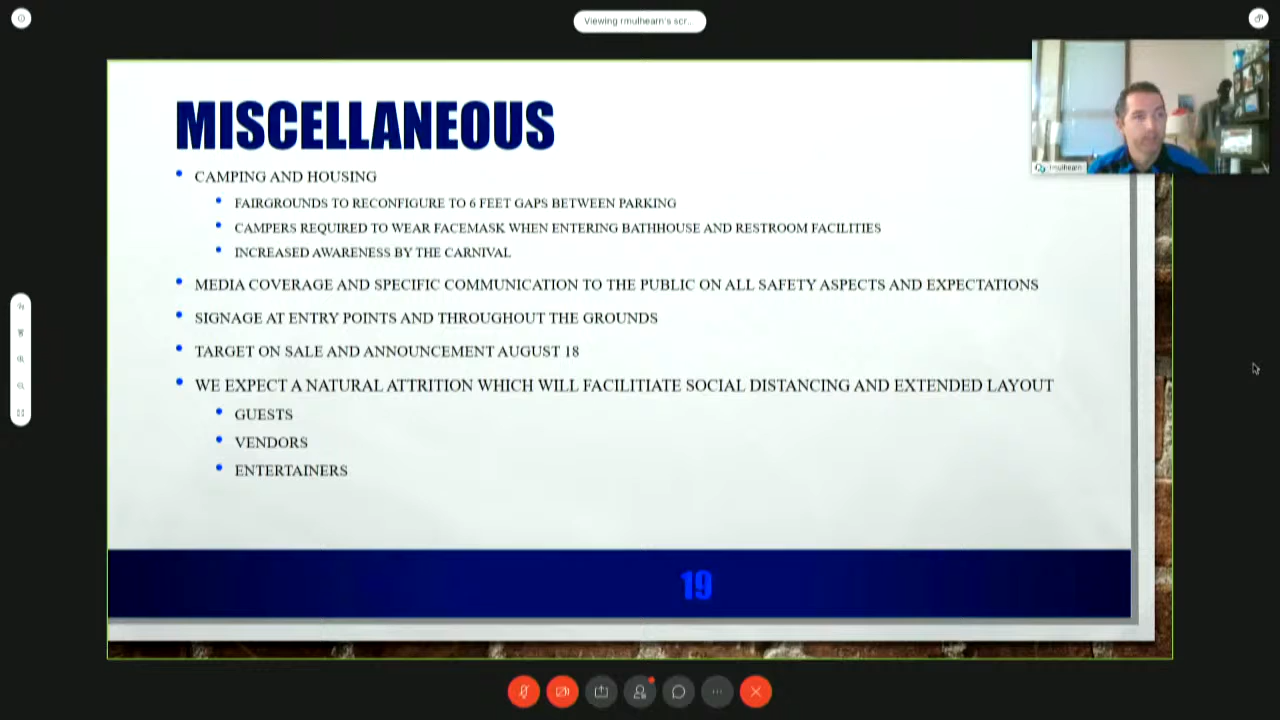 Viewing rmulhearn's scr...
rmulhearn
MISCELLANEOUS
CAMPING AND HOUSING
FAIRGROUNDS TO RECONFIGURE TO 6 FEET GAPS BETWEEN PARKING
CAMPERS REQUIRED TO WEAR FACEMASK WHEN ENTERING BATHHOUSE AND RESTROOM FACILITIES
INCREASED AWARENESS BY THE CARNIVAL
MEDIA COVERAGE AND SPECIFIC COMMUNICATION TO THE PUBLIC ON ALL SAFETY ASPECTS AND EXPECTATIONS
SIGNAGE AT ENTRY POINTS AND THROUGHOUT THE GROUNDS
TARGET ON SALE AND ANNOUNCEMENT AUGUST 18
WE EXPECT A NATURAL ATTRITION WHICH WILL FACILITIATE SOCIAL DISTANCING AND EXTENDED LAYOUT
GUESTS
VENDORS
ENTERTAINERS
19